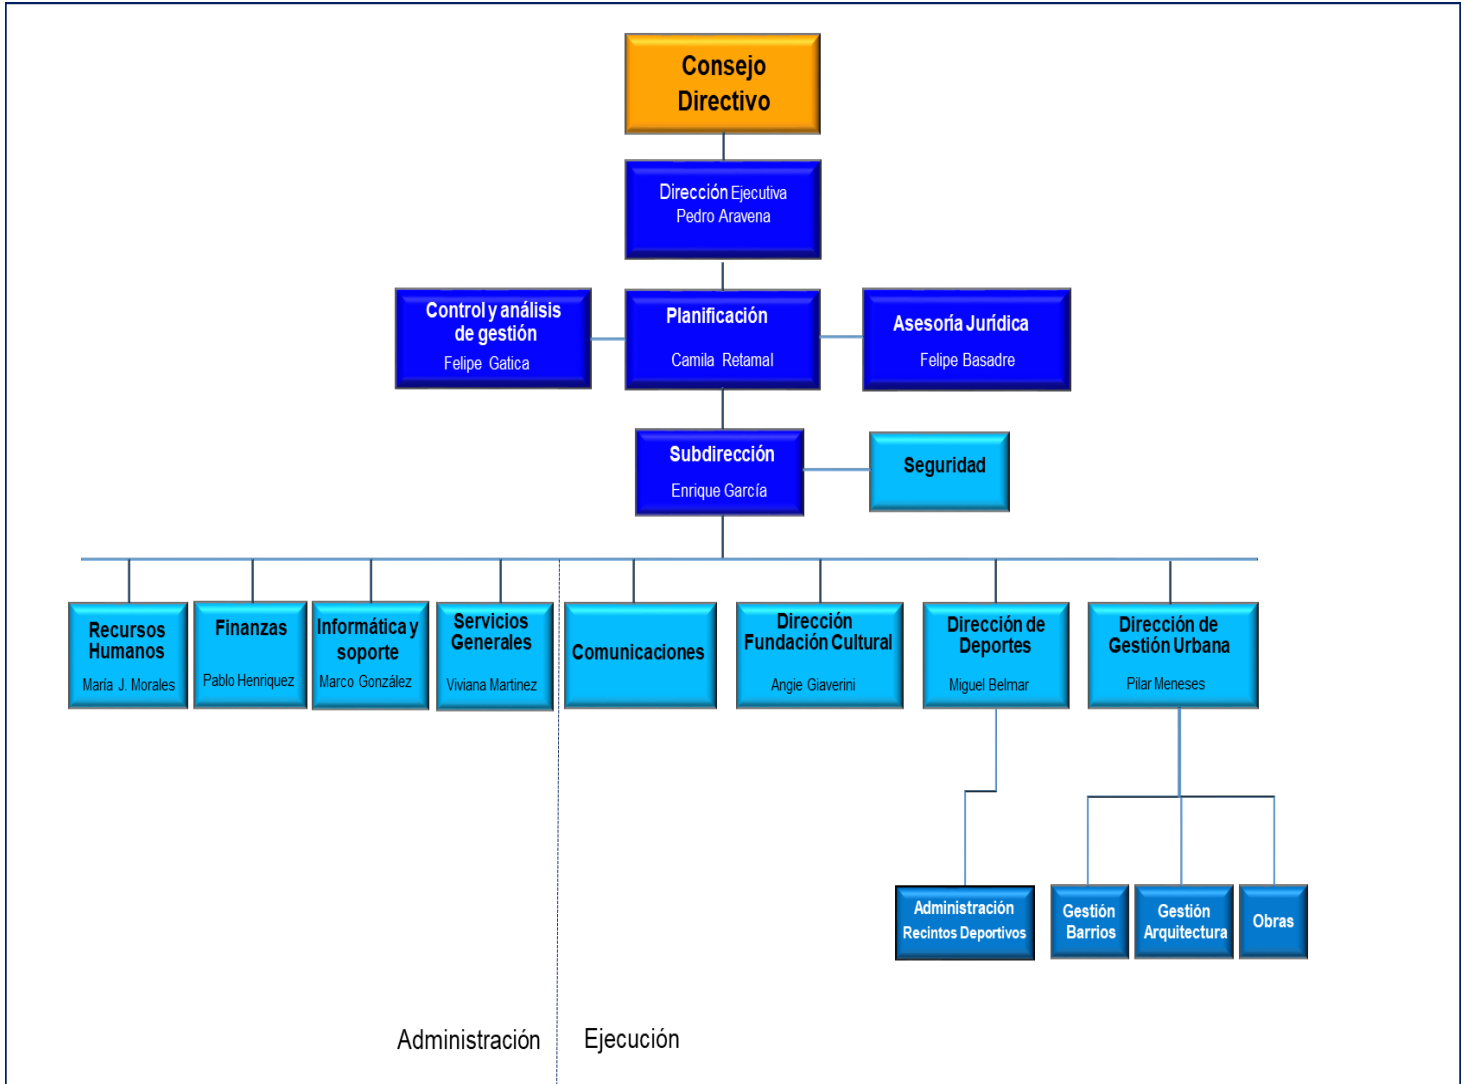 Consejo
Directivo
Dirección Ejecutiva
Pedro Aravena
Control y análisis
de gestión
Felipe Gatica
Planificación
Camila Retamal
Asesoría Jurídica
Felipe Basadre
Subdirección
Enrique García
Seguridad
Recursos
Humanos
María J. Morales
Finanzas
Pablo Henriquez
Informática y
soporte
Marco González
Servicios
Generales
Viviana Martinez
Comunicaciones
Dirección
Fundación Cultural
Angie Giaverini
Dirección de
Deportes
Miguel Belmar
Dirección de
Gestión Urbana
Pilar Meneses
Administración
Recintos Deportivos
Gestión
Barrios
Gestión
Arquitectura
Obras
Administración
Ejecución